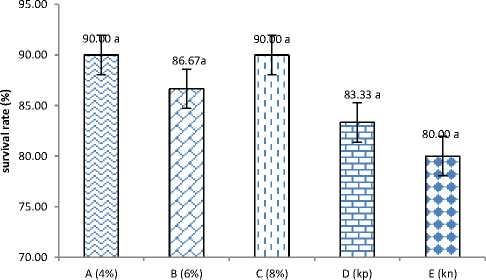 95.00
90.00 a
90.00 a
90.00
86.67a
83.33 a
85.00
80.00 a
80.00
75.00
70.00
survival rate (%)
A (4%) B (6%) C (8%) D (kp) E (kn)